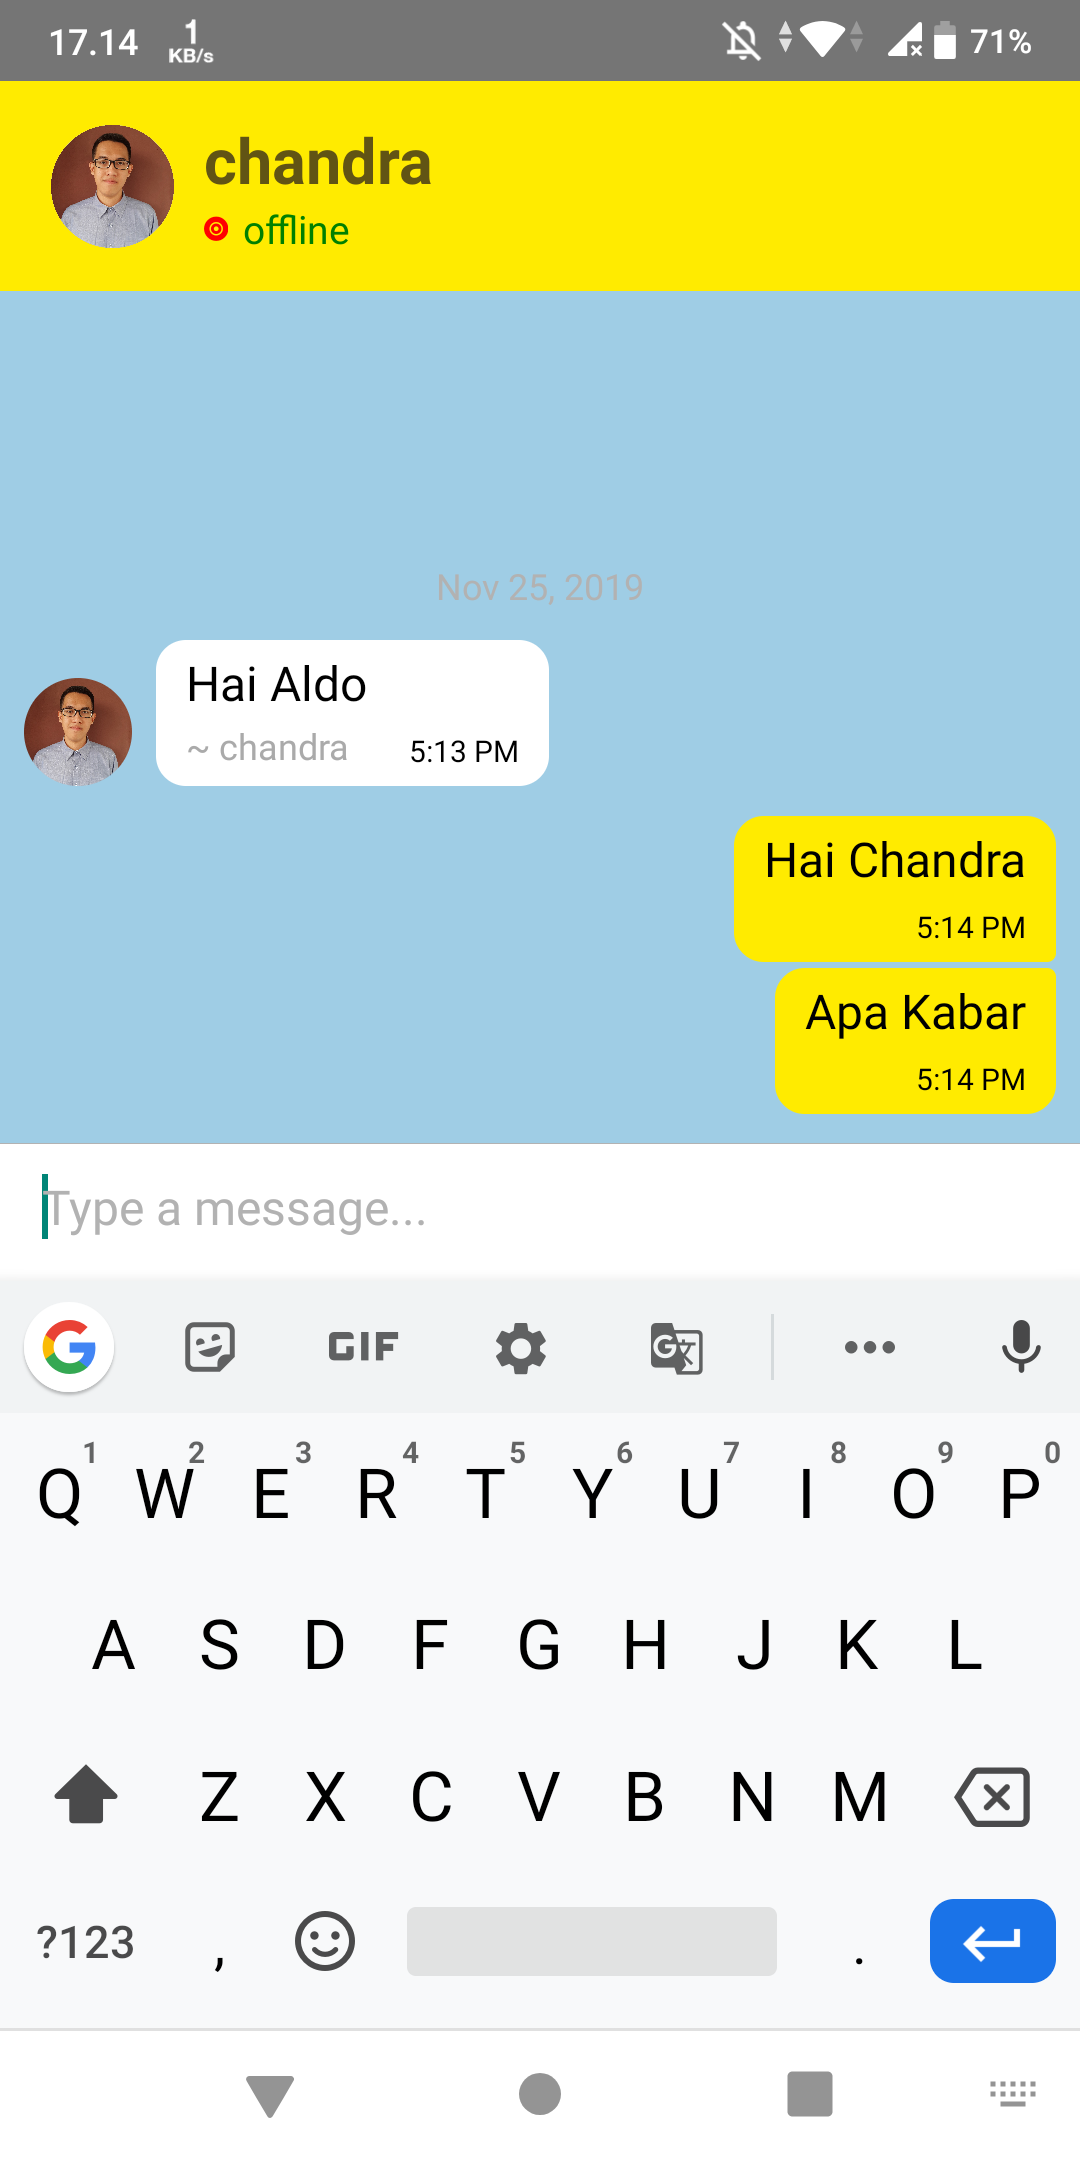 17.14 1 KB/s 71%
chandra
offline
Nov 25, 2019
Hai Aldo
~ chandra 5:13 PM
Hai Chandra
5:14 PM
Apa Kabar
5:14 PM
Type a message...
G GIF G文 ...
1 2 3 4 5 6 7 8 9 0
Q W E R T Y U I O P
A S D F G H J K L
Z X C V B N M
?123 , .